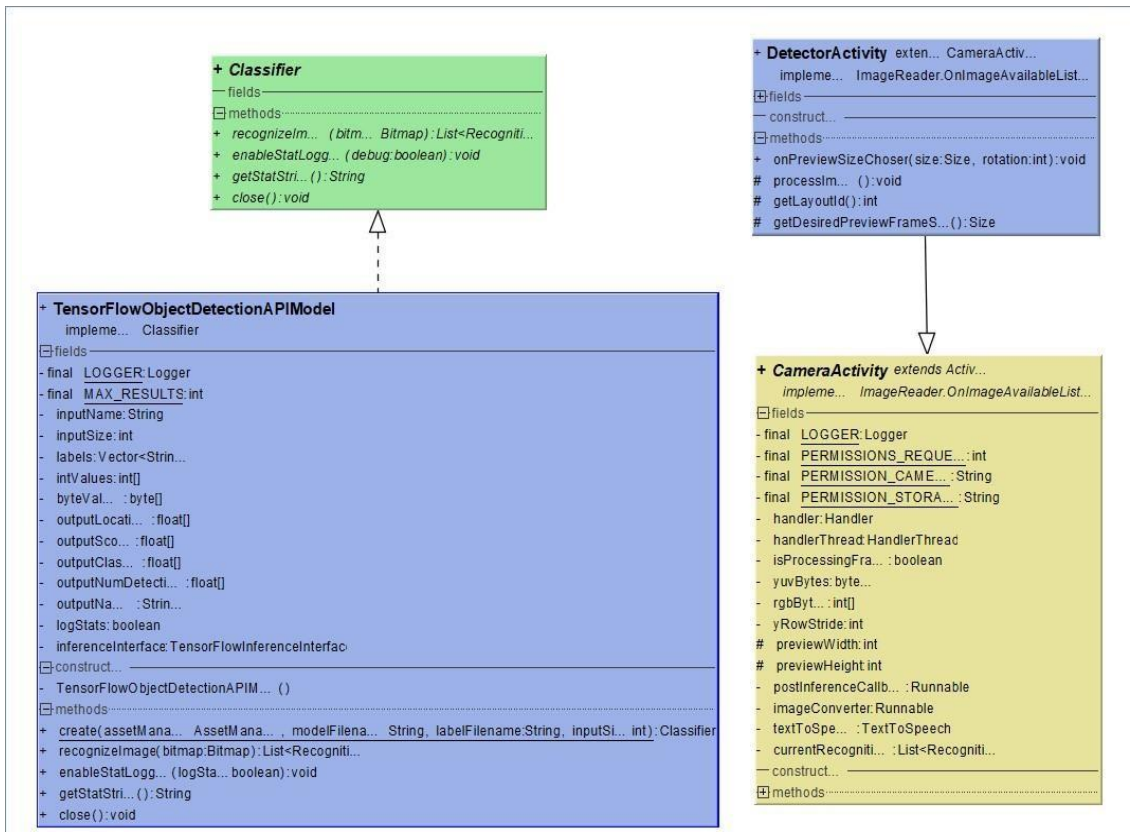 + Classifier
fields
methods
+ recognizeIm... (bitm... Bitmap):List<Recogniti...
+ enableStatLogg... (debug:boolean):void
+ getStatStri... ():String
+ close():void
+ DetectorActivity exten... CameraActiv...
impleme... ImageReader.OnImageAvailableList...
fields
construct...
methods
+ onPreviewSizeChoser(size:Size, rotation:int):void
# processIm... ():void
# getLayoutId():int
# getDesiredPreviewFrameS...():Size
+ TensorFlowObjectDetectionAPIModel
impleme... Classifier
fields
- final LOGGER:Logger
- final MAX_RESULTS:int
- inputName:String
- inputSize:int
- labels:Vector<Strin...
- intValues:int[]
- byteVal... :byte[]
- outputLocati... :float[]
- outputSco... :float[]
- outputClas... :float[]
- outputNumDetecti... :float[]
- outputNa... :Strin...
- logStats:boolean
- inferenceInterface:TensorFlowInferenceInterfac
construct...
- TensorFlowObjectDetectionAPIM... ()
methods
+ create(assetMana... AssetMana... , modelFilena... String, labelFilename:String, inputSi... int):Classifier
+ recognizeImage(bitmap:Bitmap):List<Recogniti...
+ enableStatLogg... (logSta... boolean):void
+ getStatStri... ():String
+ close():void
+ CameraActivity extends Activ...
impleme... ImageReader.OnImageAvailableList...
fields
- final LOGGER:Logger
- final PERMISSIONS_REQUE... :int
- final PERMISSION_CAME... :String
- final PERMISSION_STORA... :String
- handler:Handler
- handlerThread:HandlerThread
- isProcessingFra... :boolean
- yuvBytes:byte...
- rgbByt... :int[]
- yRowStride:int
# previewWidth:int
# previewHeight:int
- postInferenceCallb... :Runnable
- imageConverter:Runnable
- textToSpe... :TextToSpeech
- currentRecogniti... :List<Recogniti...
construct...
methods